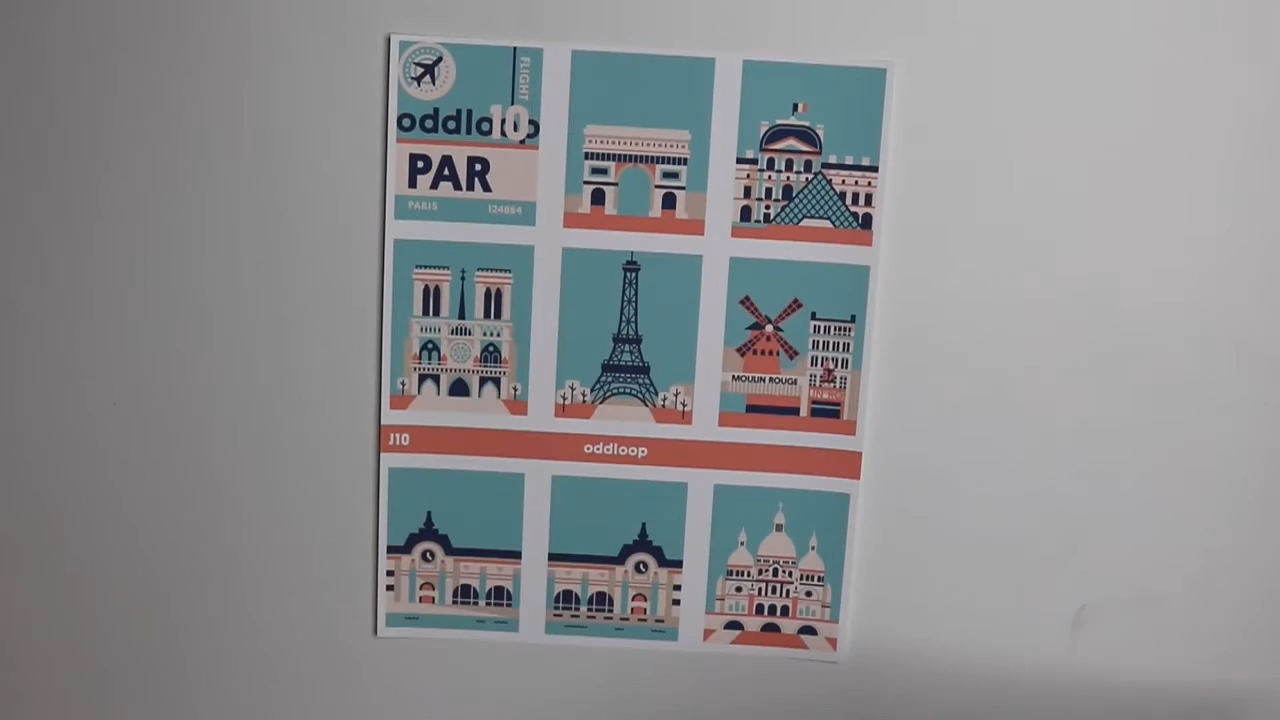 FLIGHT
10
oddloop
PAR
PARIS 124864
MOULIN ROUGE
J10 oddloop